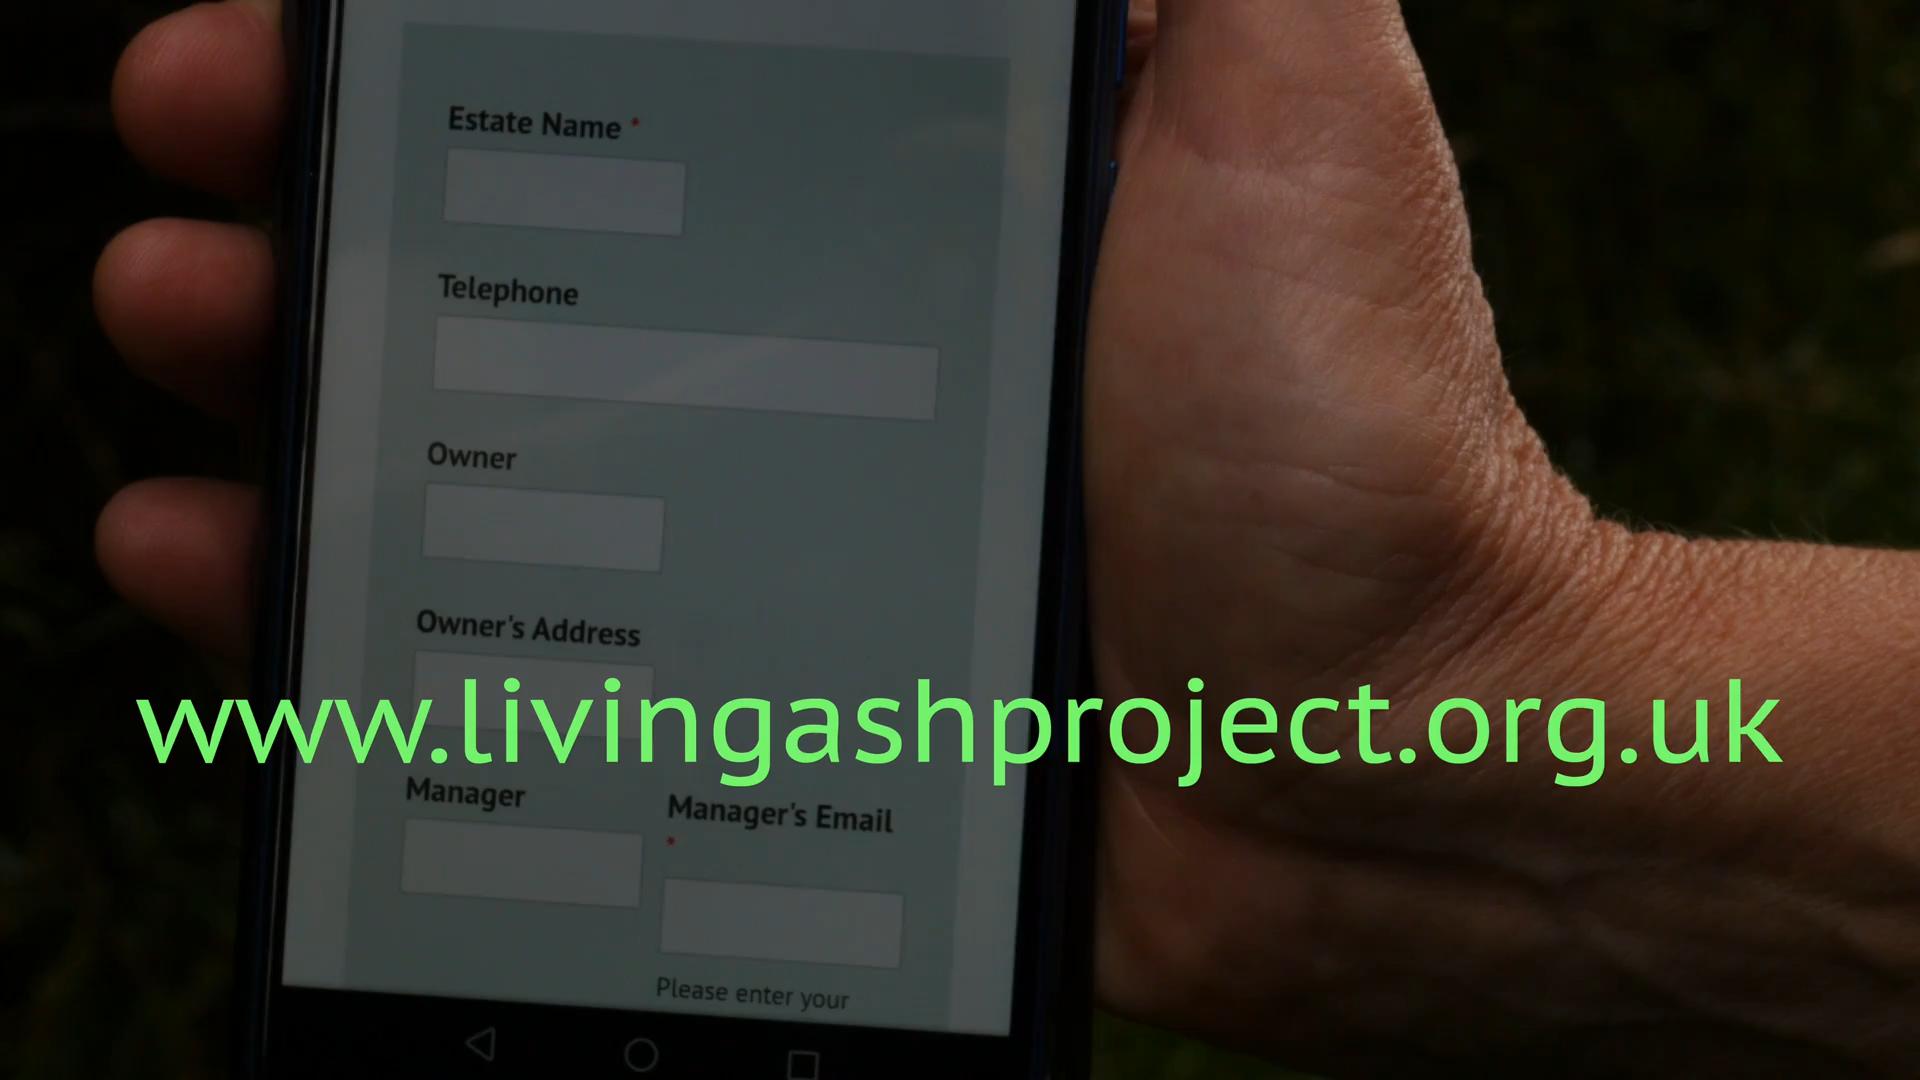 Estate Name *
Telephone
Owner
Owner's Address
www.livingashproject.org.uk
Manager
Manager's Email
*
Please enter your